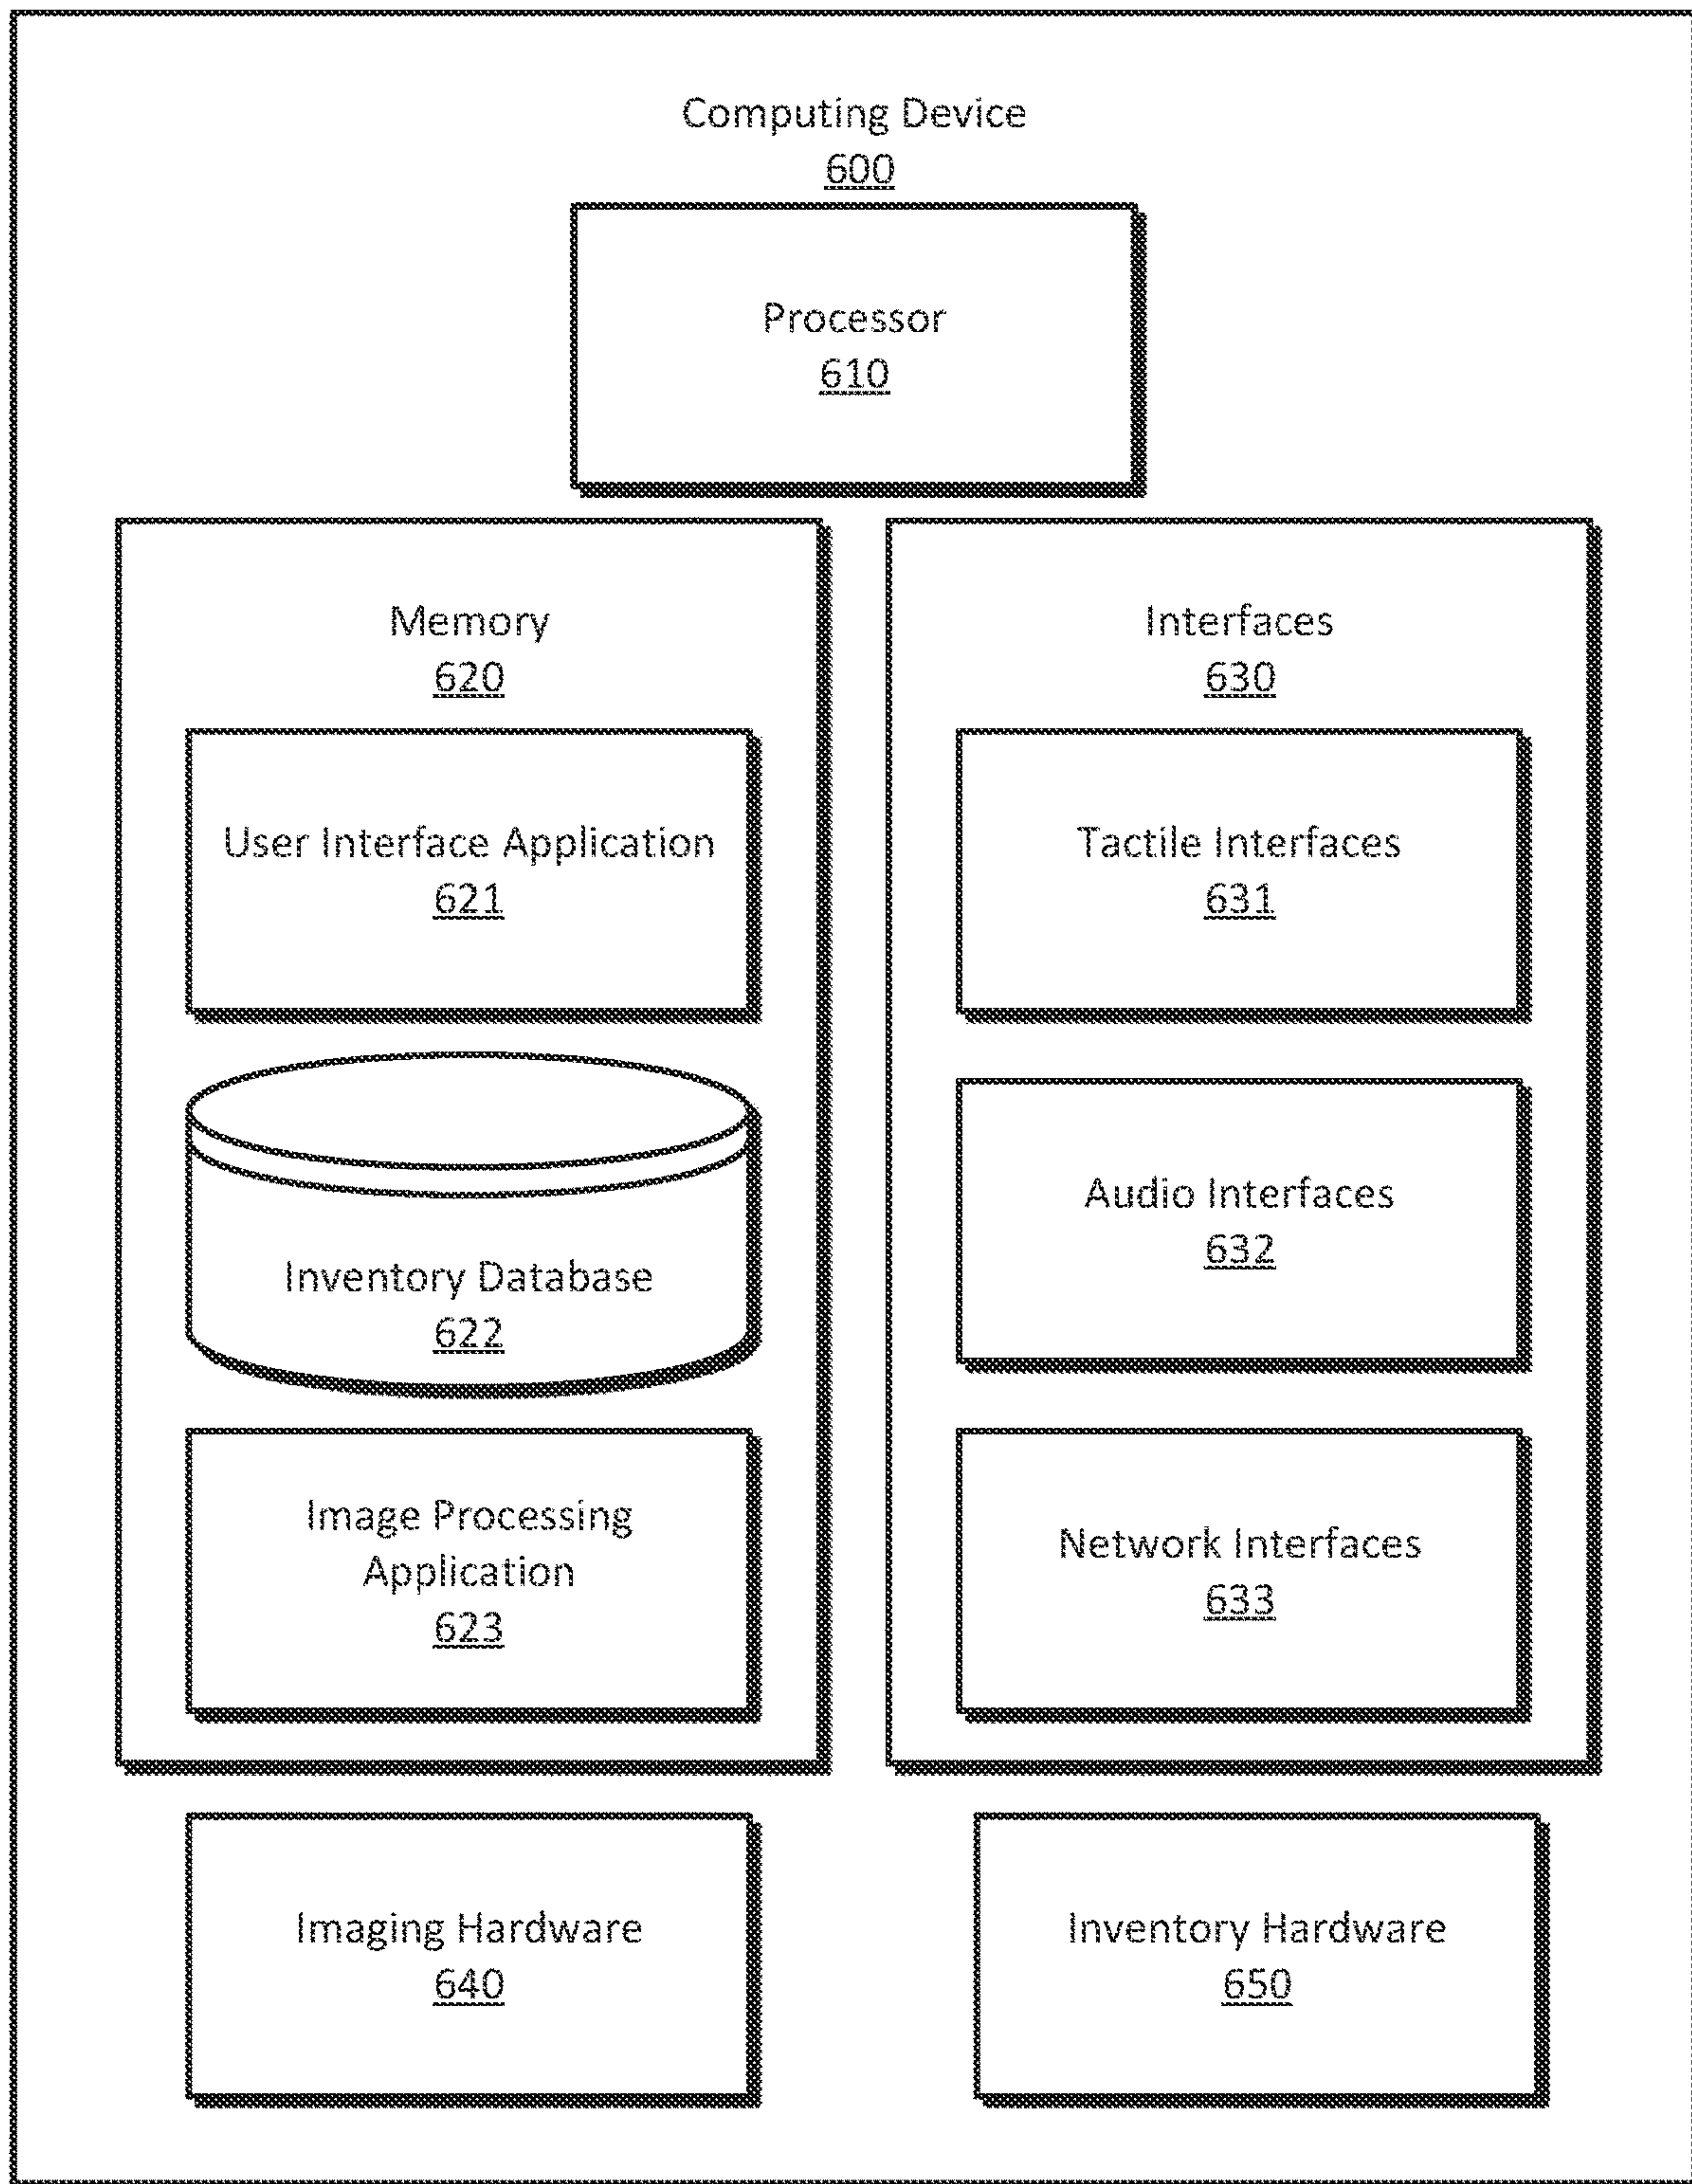 Computing Device
600
Processor
610
Memory
620
User Interface Application
621
Inventory Database
622
Image Processing
Application
623
Interfaces
630
Tactile Interfaces
631
Audio Interfaces
632
Network Interfaces
633
Imaging Hardware
640
Inventory Hardware
650